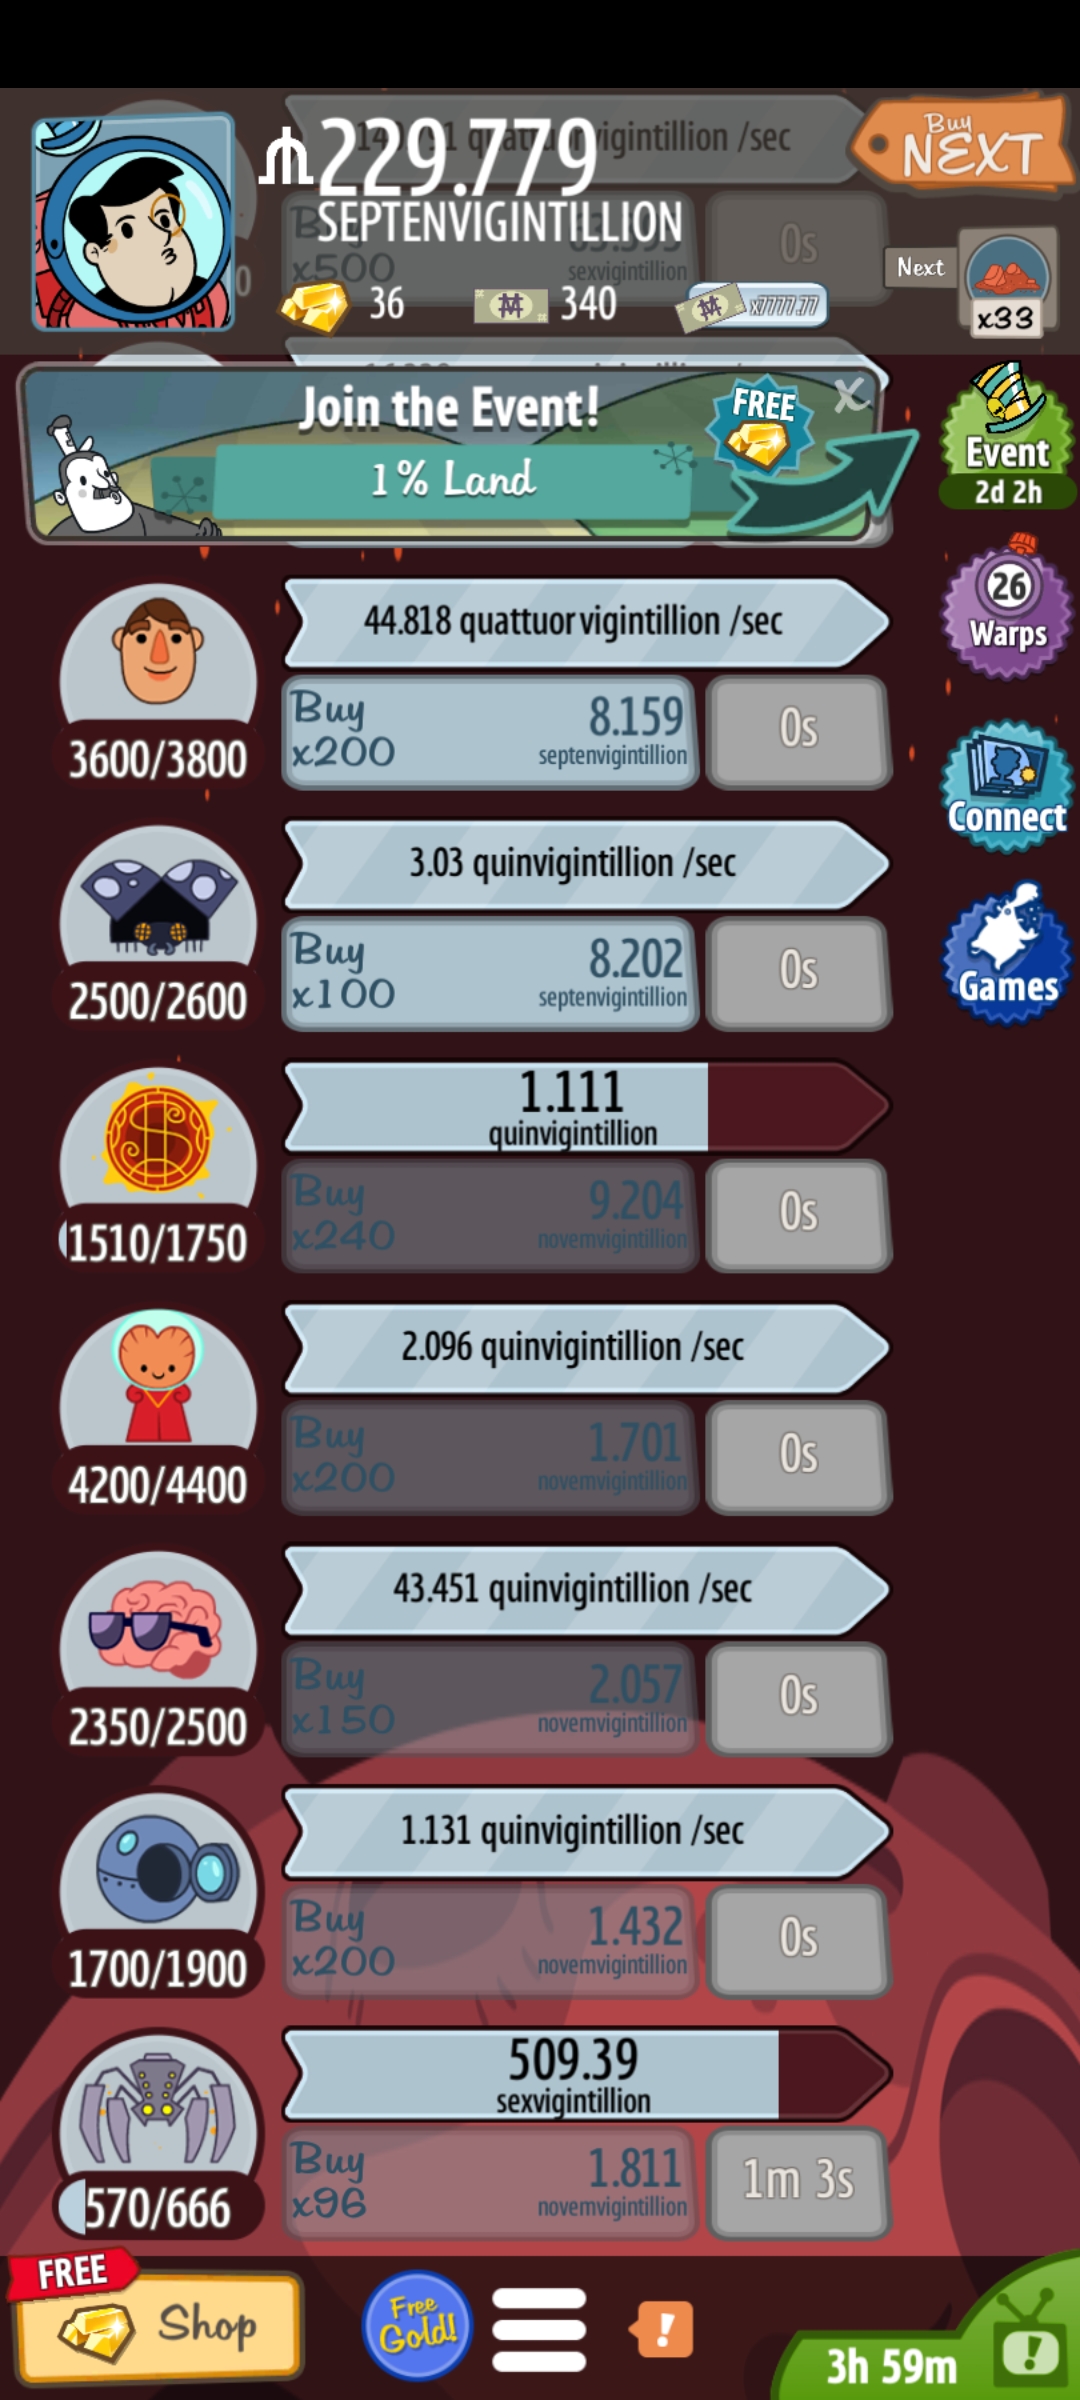 229.779
SEPTENVIGINTILLION
/sec
Buy
NEXT
x500
sexvigintillion
0s
36
340
x7777.77
Next
x33
Join the Event!
1% Land
FREE
X
Event
2d 2h
26
Warps
Connect
Games
44.818 quattuorvigintillion /sec
3600/3800
Buy
x200
8.159
septenvigintillion
0s
3.03 quinvigintillion /sec
2500/2600
Buy
x100
8.202
septenvigintillion
0s
1.111
quinvigintillion
1510/1750
Buy
x240
9.204
novemvigintillion
0s
2.096 quinvigintillion /sec
4200/4400
Buy
x200
1.701
novemvigintillion
0s
43.451 quinvigintillion /sec
2350/2500
Buy
x150
2.057
novemvigintillion
0s
1.131 quinvigintillion /sec
1700/1900
Buy
x200
1.432
novemvigintillion
0s
509.39
sexvigintillion
570/666
Buy
x96
1.811
novemvigintillion
1m 3s
FREE
Shop
Free
Gold!
!
3h 59m
!